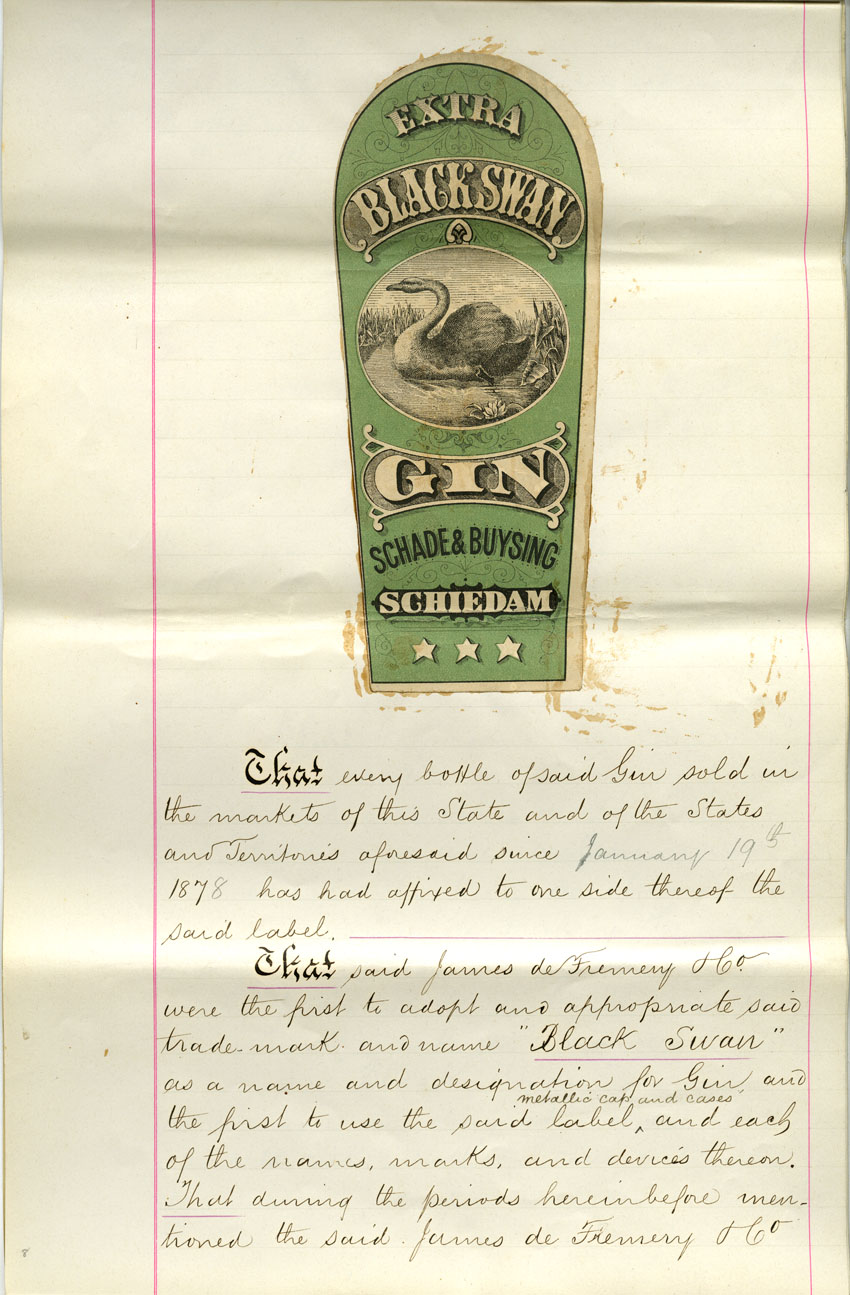 EXTRA
BLACK SWAN
GIN
SCHADE & BUYSING
SCHIEDAM
That every bottle of said Gin sold in
the markets of this State and of the States
and Territories aforesaid since January 19th
1878 has had affixed to one side thereof the
said label.
That said James de Fremery & Co.
were the first to adopt and appropriate said
trade-mark and name "Black Swan"
as a name and designation for Gin, and
metallic cap and cases
the first to use the said label, ^ and each
of the names, marks, and devices thereon.
That during the periods hereinbefore men-
tioned the said James de Fremery & Co
8